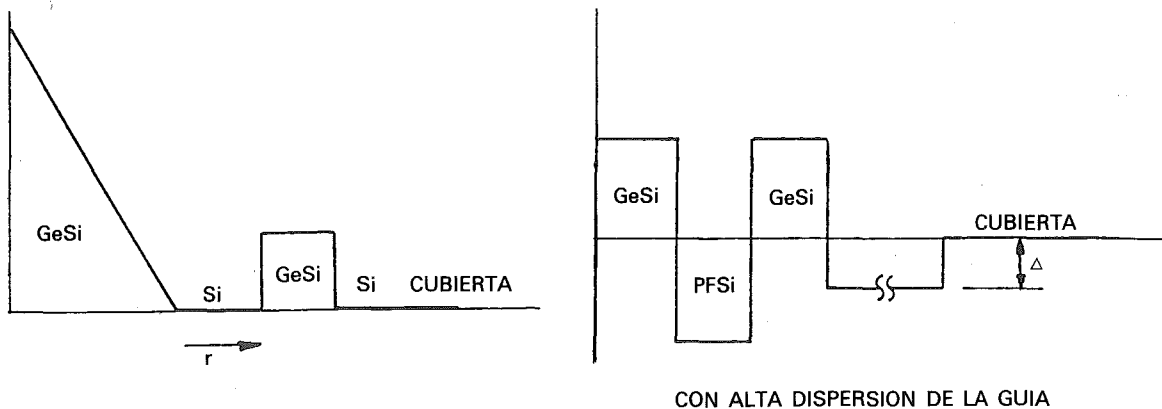 GeSi
Si
GeSi
Si
CUBIERTA
r
GeSi
PFSi
GeSi
CUBIERTA
Δ
CON ALTA DISPERSION DE LA GUIA